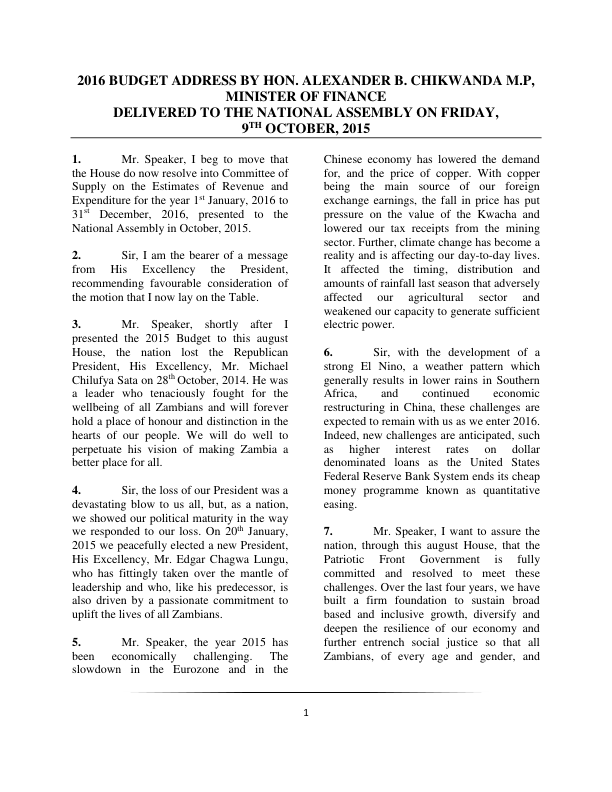 2016 BUDGET ADDRESS BY HON. ALEXANDER B. CHIKWANDA M.P,
MINISTER OF FINANCE
DELIVERED TO THE NATIONAL ASSEMBLY ON FRIDAY,
9TH OCTOBER, 2015
1. Mr. Speaker, I beg to move that
the House do now resolve into Committee of
Supply on the Estimates of Revenue and
Expenditure for the year 1st January, 2016 to
31st December, 2016, presented to the
National Assembly in October, 2015.
2. Sir, I am the bearer of a message
from His Excellency the President,
recommending favourable consideration of
the motion that I now lay on the Table.
3. Mr. Speaker, shortly after I
presented the 2015 Budget to this august
House, the nation lost the Republican
President, His Excellency, Mr. Michael
Chilufya Sata on 28th October, 2014. He was
a leader who tenaciously fought for the
wellbeing of all Zambians and will forever
hold a place of honour and distinction in the
hearts of our people. We will do well to
perpetuate his vision of making Zambia a
better place for all.
4. Sir, the loss of our President was a
devastating blow to us all, but, as a nation,
we showed our political maturity in the way
we responded to our loss. On 20th January,
2015 we peacefully elected a new President,
His Excellency, Mr. Edgar Chagwa Lungu,
who has fittingly taken over the mantle of
leadership and who, like his predecessor, is
also driven by a passionate commitment to
uplift the lives of all Zambians.
5. Mr. Speaker, the year 2015 has
been economically challenging. The
slowdown in the Eurozone and in the
Chinese economy has lowered the demand
for, and the price of copper. With copper
being the main source of our foreign
exchange earnings, the fall in price has put
pressure on the value of the Kwacha and
lowered our tax receipts from the mining
sector. Further, climate change has become a
reality and is affecting our day-to-day lives.
It affected the timing, distribution and
amounts of rainfall last season that adversely
affected our agricultural sector and
weakened our capacity to generate sufficient
electric power.
6. Sir, with the development of a
strong El Nino, a weather pattern which
generally results in lower rains in Southern
Africa, and continued economic
restructuring in China, these challenges are
expected to remain with us as we enter 2016.
Indeed, new challenges are anticipated, such
as higher interest rates on dollar
denominated loans as the United States
Federal Reserve Bank System ends its cheap
money programme known as quantitative
easing.
7. Mr. Speaker, I want to assure the
nation, through this august House, that the
Patriotic Front Government is fully
committed and resolved to meet these
challenges. Over the last four years, we have
built a firm foundation to sustain broad
based and inclusive growth, diversify and
deepen the resilience of our economy and
further entrench social justice so that all
Zambians, of every age and gender, and
1